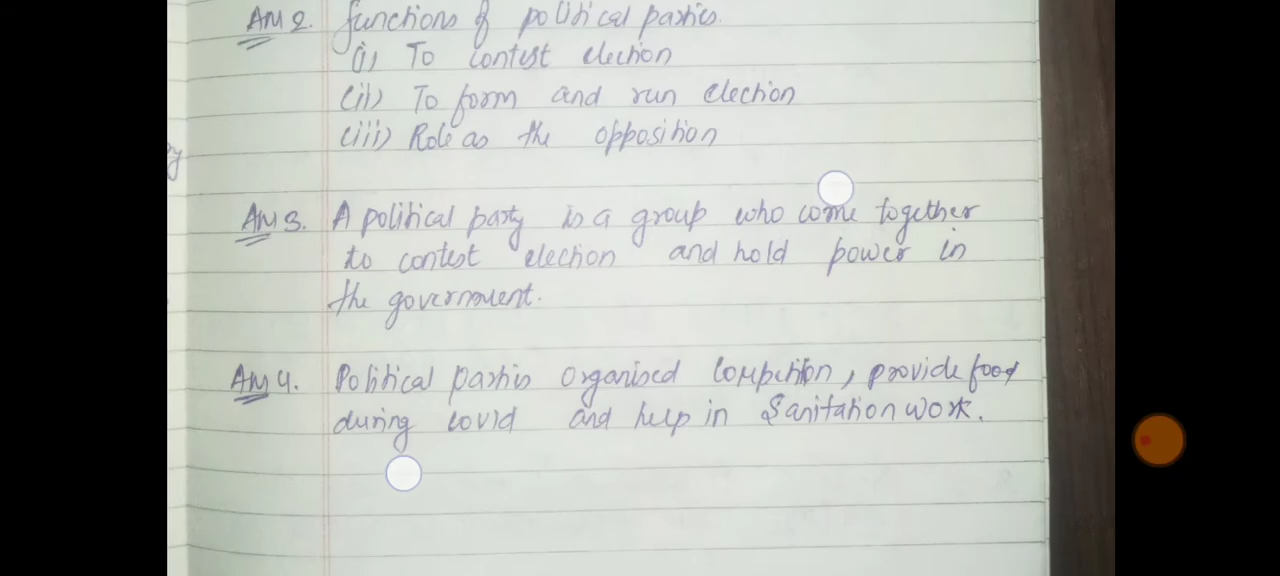 Ans 2. functions of political parties.
(i) To contest election
(ii) To form and run election
(iii) Role as the opposition
Ans 3. A political party is a group who come together
to contest election and hold power in
the government.
Ans 4. Political parties organised competition, provide food
during covid and help in Sanitation work.